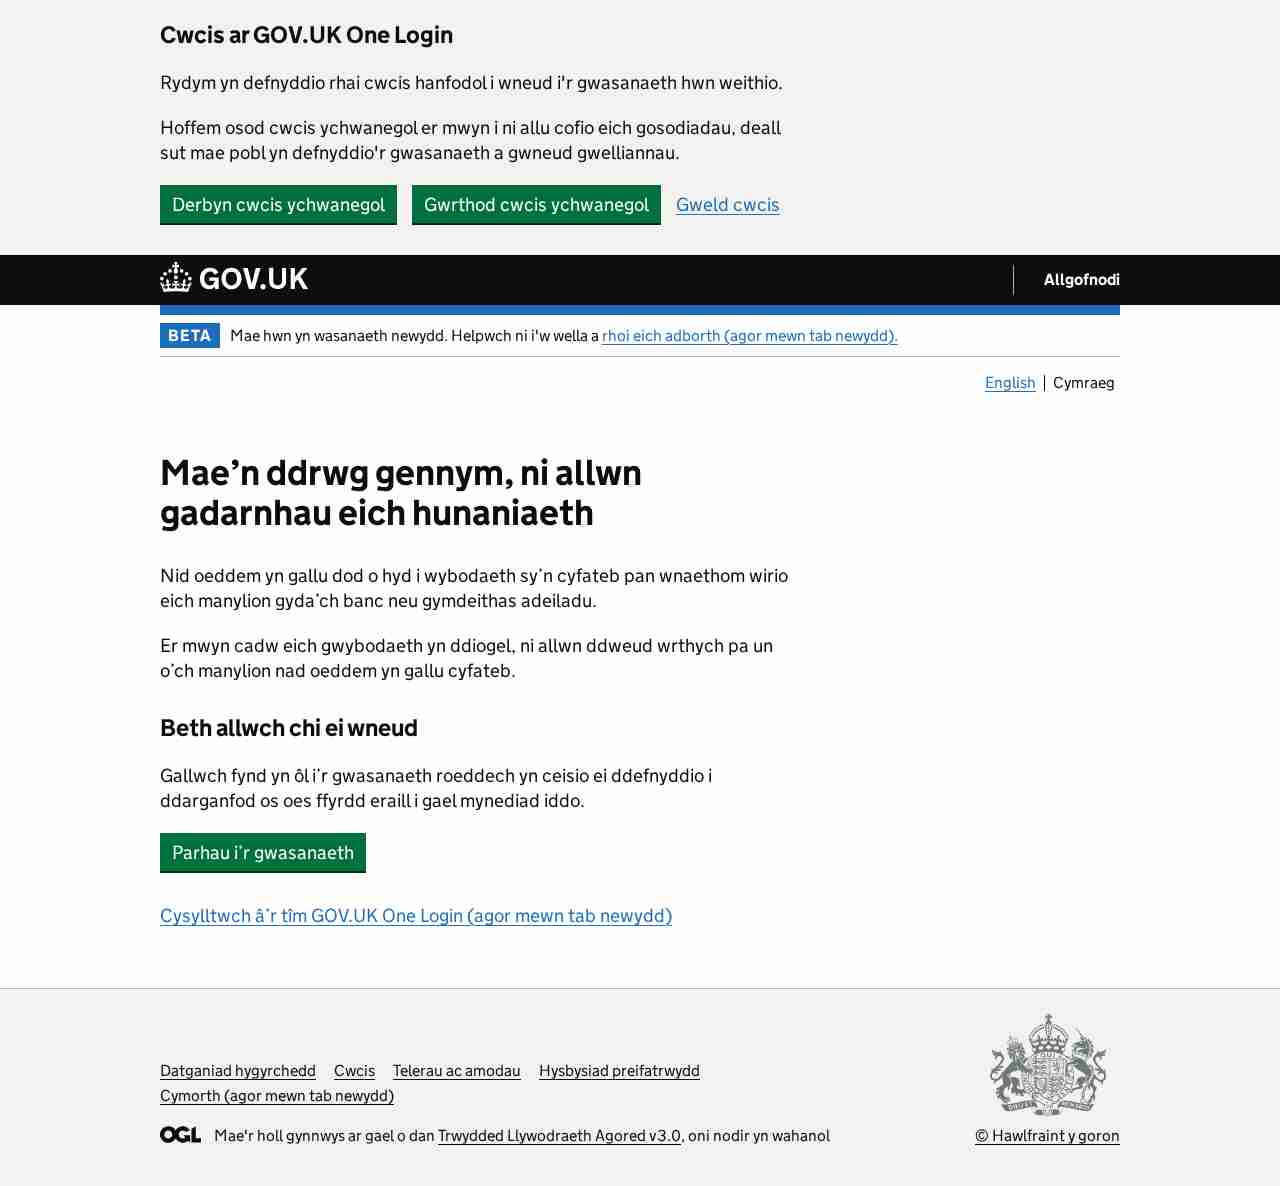 Cwcis ar GOV.UK One Login
Rydym yn defnyddio rhai cwcis hanfodol i wneud i'r gwasanaeth hwn weithio.
Hoffem osod cwcis ychwanegol er mwyn i ni allu cofio eich gosodiadau, deall
sut mae pobl yn defnyddio'r gwasanaeth a gwneud gwelliannau.
Derbyn cwcis ychwanegol Gwrthod cwcis ychwanegol Gweld cwcis
GOV.UK Allgofnodi
BETA Mae hwn yn wasanaeth newydd. Helpwch ni i'w wella a rhoi eich adborth (agor mewn tab newydd).
English Cymraeg
Mae’n ddrwg gennym, ni allwn
gadarnhau eich hunaniaeth
Nid oeddem yn gallu dod o hyd i wybodaeth sy’n cyfateb pan wnaethom wirio
eich manylion gyda’ch banc neu gymdeithas adeiladu.
Er mwyn cadw eich gwybodaeth yn ddiogel, ni allwn ddweud wrthych pa un
o’ch manylion nad oeddem yn gallu cyfateb.
Beth allwch chi ei wneud
Gallwch fynd yn ôl i’r gwasanaeth roeddech yn ceisio ei ddefnyddio i
ddarganfod os oes ffyrdd eraill i gael mynediad iddo.
Parhau i’r gwasanaeth
Cysylltwch â’r tîm GOV.UK One Login (agor mewn tab newydd)
Datganiad hygyrchedd Cwcis Telerau ac amodau Hysbysiad preifatrwydd
Cymorth (agor mewn tab newydd)
OGL Mae'r holl gynnwys ar gael o dan Trwydded Llywodraeth Agored v3.0, oni nodir yn wahanol
© Hawlfraint y goron